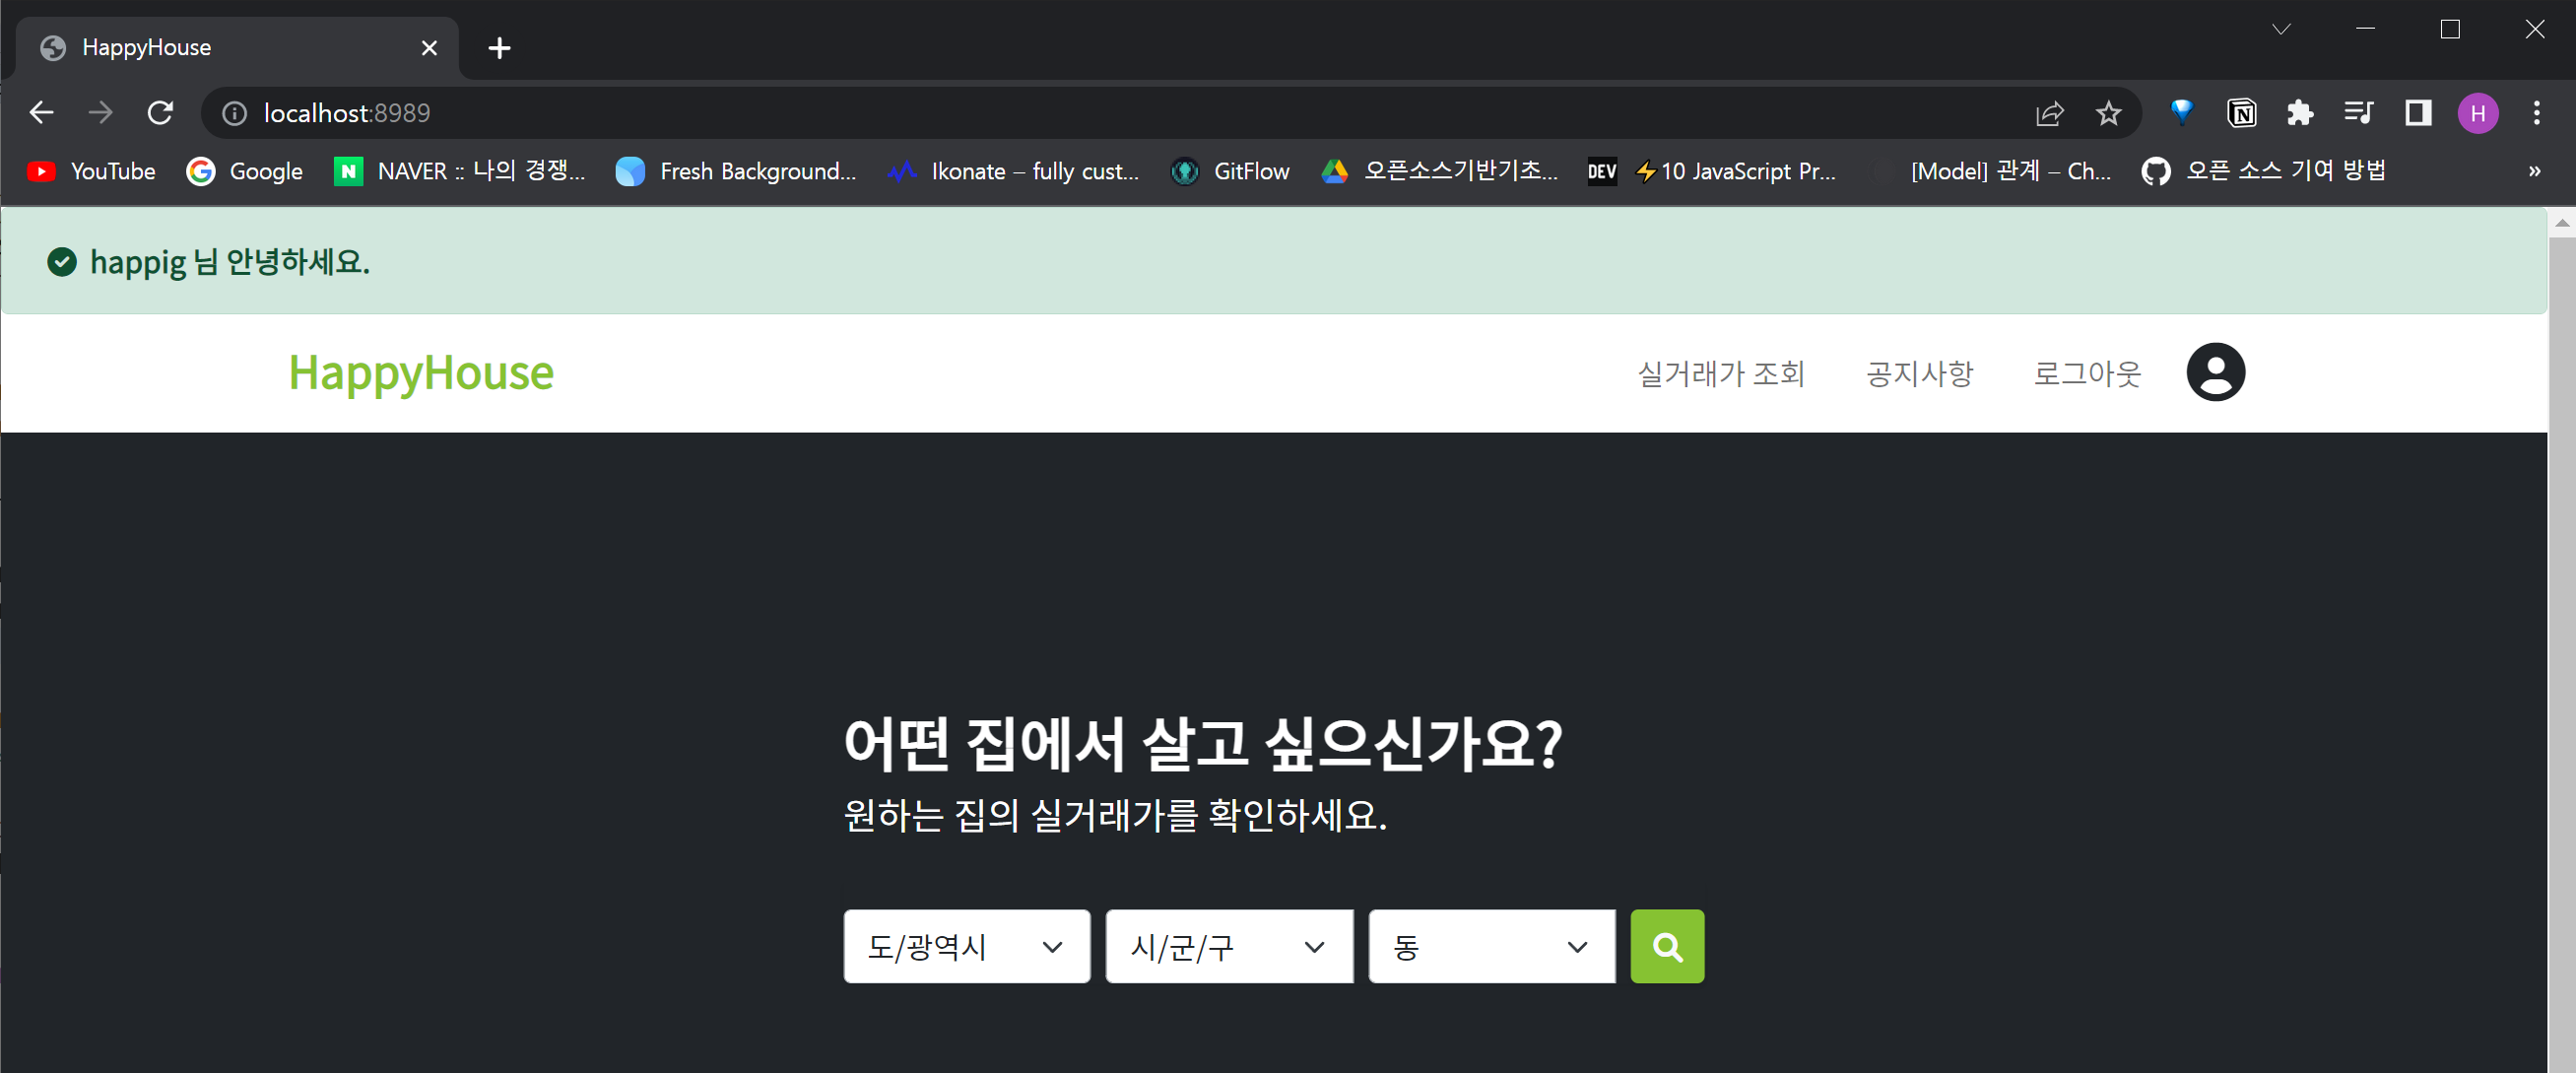 HappyHouse
localhost:8989
H
YouTube
Google
N
NAVER :: 나의 경쟁...
Fresh Background...
Ikonate – fully cust...
GitFlow
오픈소스기반기초...
DEV
⚡10 JavaScript Pr...
[Model] 관계 – Ch...
오픈 소스 기여 방법
»
happig 님 안녕하세요.
HappyHouse
실거래가 조회
공지사항
로그아웃
어떤 집에서 살고 싶으신가요?
원하는 집의 실거래가를 확인하세요.
도/광역시
시/군/구
동